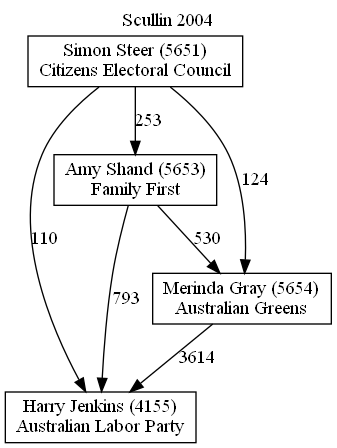 Scullin 2004
Simon Steer (5651)
Citizens Electoral Council
253
Amy Shand (5653)
Family First
124
110
530
793
Merinda Gray (5654)
Australian Greens
3614
Harry Jenkins (4155)
Australian Labor Party